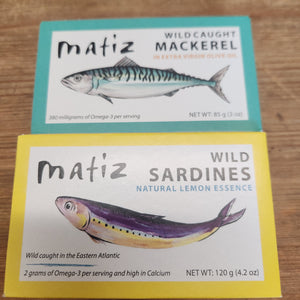 matiz
WILD CAUGHT
MACKEREL
IN EXTRA VIRGIN OLIVE OIL
380 milligrams of Omega-3 per serving
NET WT: 85 g (3 oz)
matiz
WILD
SARDINES
NATURAL LEMON ESSENCE
Wild caught in the Eastern Atlantic
2 grams of Omega-3 per serving and high in Calcium
NET WT: 120 g (4.2 oz)